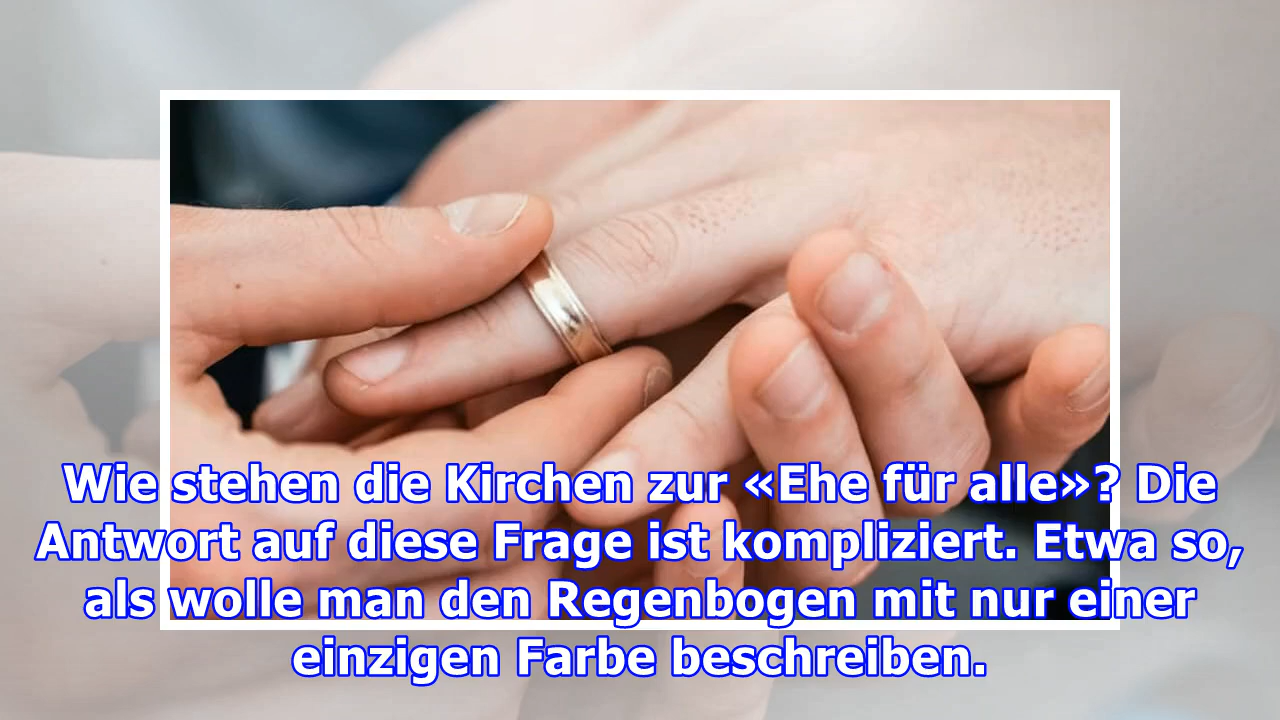 Wie stehen die Kirchen zur «Ehe für alle»? Die
Antwort auf diese Frage ist kompliziert. Etwa so,
als wolle man den Regenbogen mit nur einer
einzigen Farbe beschreiben.